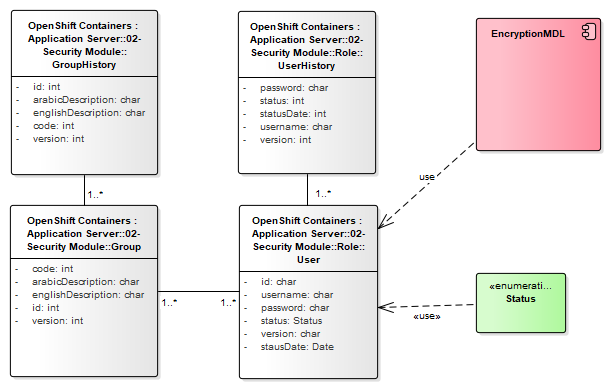 OpenShift Containers :
Application Server::02-
Security Module::
GroupHistory
- id: int
- arabicDescription: char
- englishDescription: char
- code: int
- version: int
OpenShift Containers :
Application Server::02-
Security Module::Role::
UserHistory
- password: char
- status: int
- statusDate: int
- username: char
- version: int
EncryptionMDL
use
1..*
1..*
OpenShift Containers :
Application Server::02-
Security Module::Group
- code: int
- arabicDescription: char
- englishDescription: char
- id: int
- version: int
1..*
1..*
OpenShift Containers :
Application Server::02-
Security Module::Role::
User
- id: char
- username: char
- password: char
- status: Status
- version: char
- stausDate: Date
«enumerati...
Status
«use»